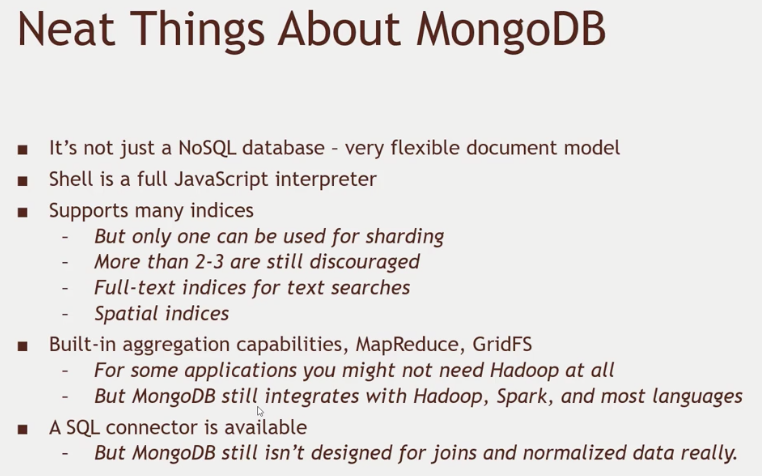 Neat Things About MongoDB
■ It's not just a NoSQL database – very flexible document model
■ Shell is a full JavaScript interpreter
■ Supports many indices
– But only one can be used for sharding
– More than 2-3 are still discouraged
– Full-text indices for text searches
– Spatial indices
■ Built-in aggregation capabilities, MapReduce, GridFS
– For some applications you might not need Hadoop at all
– But MongoDB still integrates with Hadoop, Spark, and most languages
■ A SQL connector is available
– But MongoDB still isn't designed for joins and normalized data really.